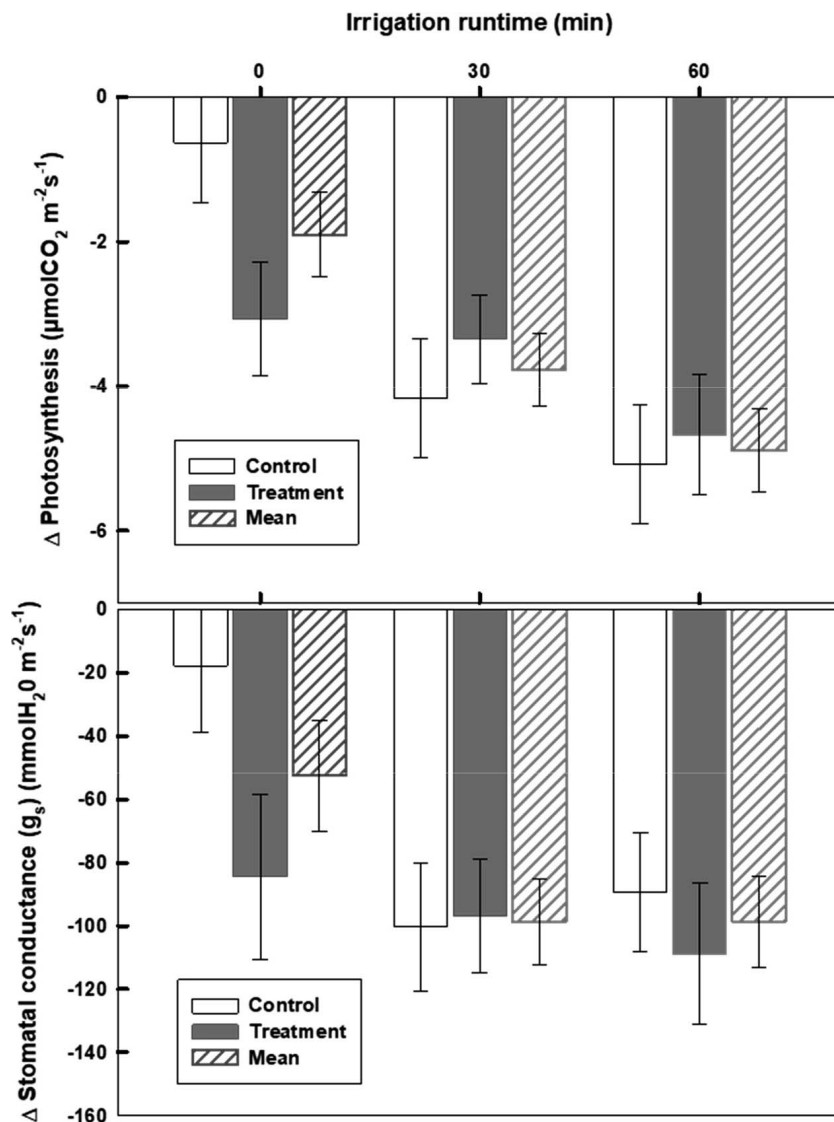 Irrigation runtime (min)
0 30 60
Δ Photosynthesis (μmolCO₂ m⁻²s⁻¹)
0
-2
-4
-6
Control
Treatment
Mean
Δ Stomatal conductance (gₛ) (mmolH₂0 m⁻²s⁻¹)
0
-20
-40
-60
-80
-100
-120
-140
-160
Control
Treatment
Mean